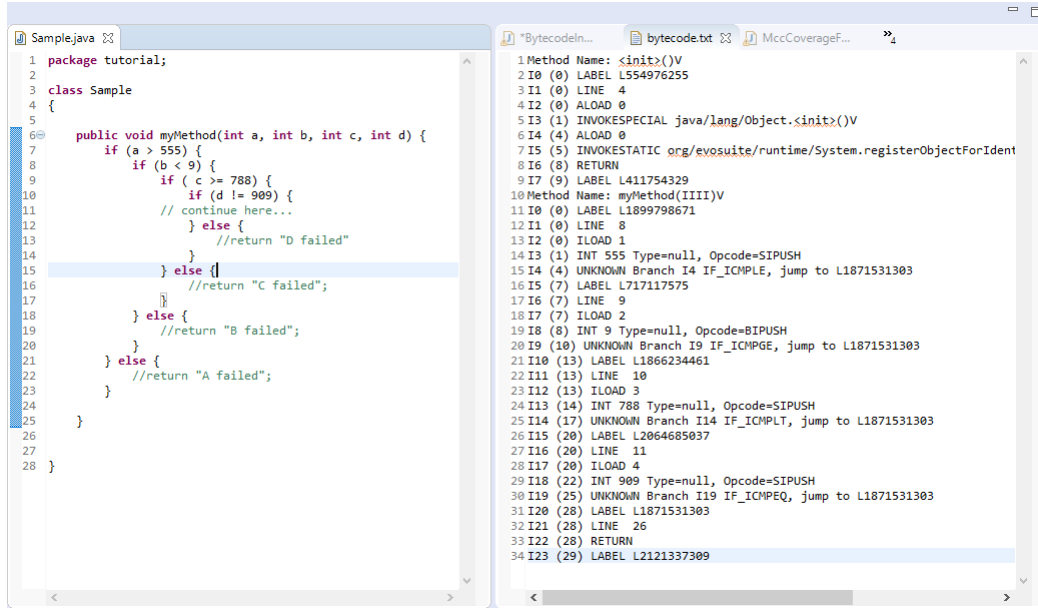 Sample.java
1 package tutorial;
2
3 class Sample
4 {
5
6 public void myMethod(int a, int b, int c, int d) {
7 if (a > 555) {
8 if (b < 9) {
9 if ( c >= 788) {
10 if (d != 909) {
11 // continue here...
12 } else {
13 //return "D failed"
14 }
15 } else {
16 //return "C failed";
17 }
18 } else {
19 //return "B failed";
20 }
21 } else {
22 //return "A failed";
23 }
24
25 }
26
27
28 }
*BytecodeIn... bytecode.txt MccCoverageF... »4
1 Method Name: <init>()V
2 I0 (0) LABEL L554976255
3 I1 (0) LINE 4
4 I2 (0) ALOAD 0
5 I3 (1) INVOKESPECIAL java/lang/Object.<init>()V
6 I4 (4) ALOAD 0
7 I5 (5) INVOKESTATIC org/evosuite/runtime/System.registerObjectForIdent
8 I6 (8) RETURN
9 I7 (9) LABEL L411754329
10 Method Name: myMethod(IIII)V
11 I0 (0) LABEL L1899798671
12 I1 (0) LINE 8
13 I2 (0) ILOAD 1
14 I3 (1) INT 555 Type=null, Opcode=SIPUSH
15 I4 (4) UNKNOWN Branch I4 IF_ICMPLE, jump to L1871531303
16 I5 (7) LABEL L717117575
17 I6 (7) LINE 9
18 I7 (7) ILOAD 2
19 I8 (8) INT 9 Type=null, Opcode=BIPUSH
20 I9 (10) UNKNOWN Branch I9 IF_ICMPGE, jump to L1871531303
21 I10 (13) LABEL L1866234461
22 I11 (13) LINE 10
23 I12 (13) ILOAD 3
24 I13 (14) INT 788 Type=null, Opcode=SIPUSH
25 I14 (17) UNKNOWN Branch I14 IF_ICMPLT, jump to L1871531303
26 I15 (20) LABEL L2064685037
27 I16 (20) LINE 11
28 I17 (20) ILOAD 4
29 I18 (22) INT 909 Type=null, Opcode=SIPUSH
30 I19 (25) UNKNOWN Branch I19 IF_ICMPEQ, jump to L1871531303
31 I20 (28) LABEL L1871531303
32 I21 (28) LINE 26
33 I22 (28) RETURN
34 I23 (29) LABEL L2121337309